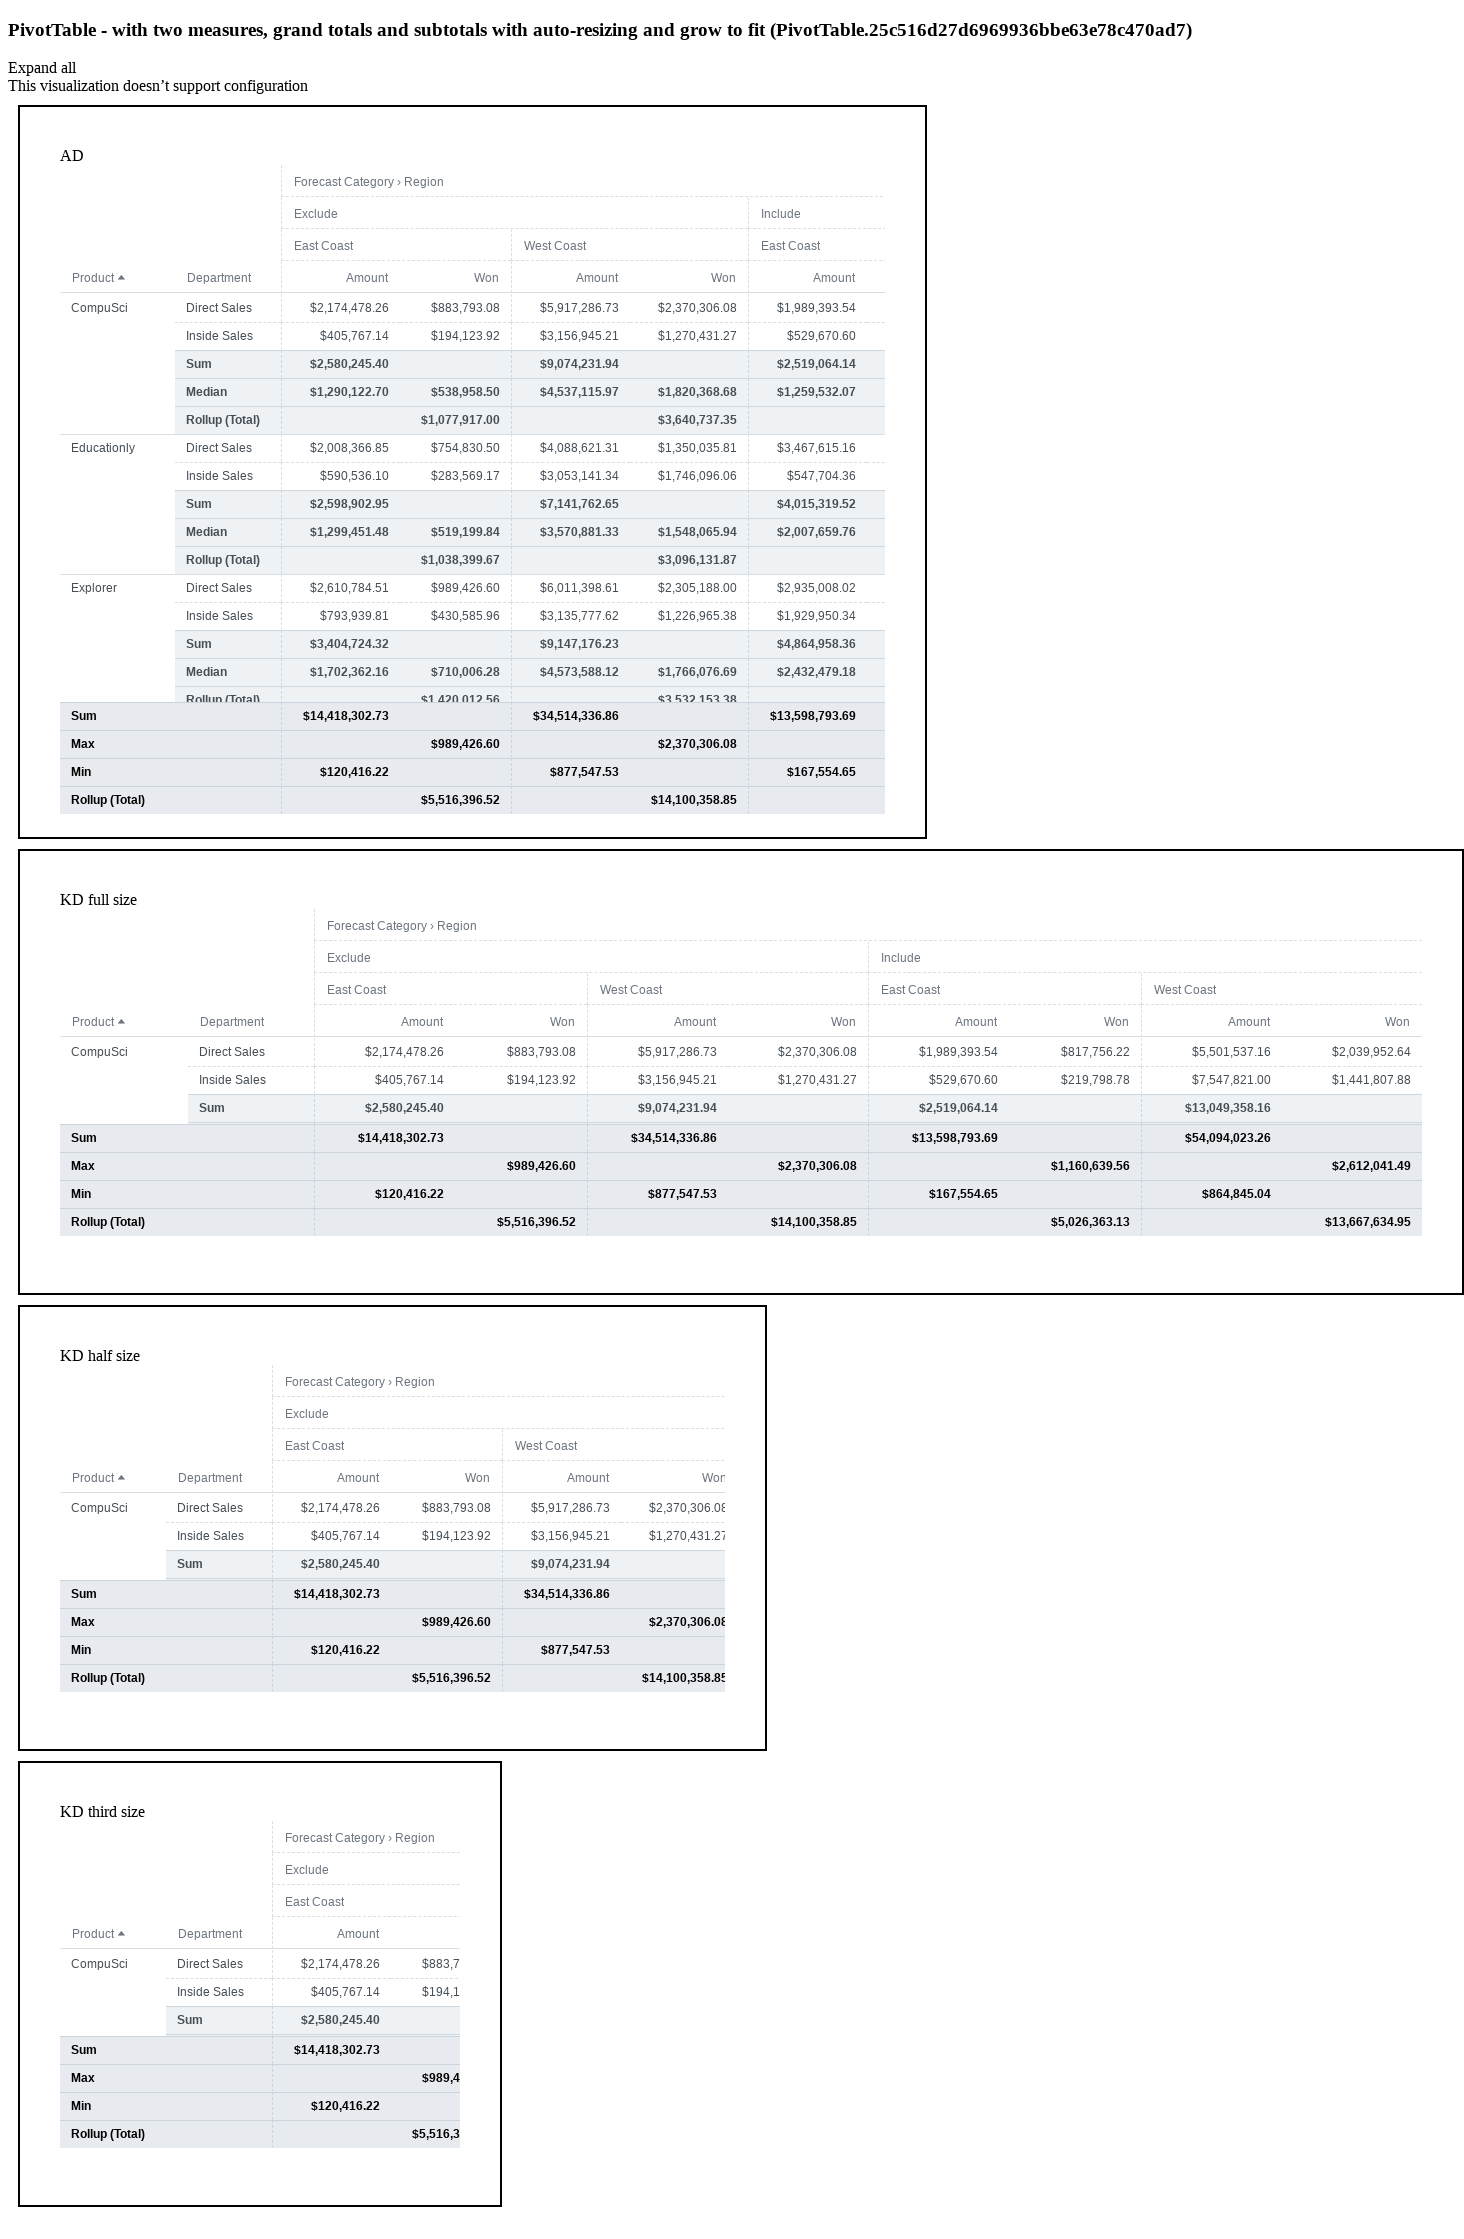 PivotTable - with two measures, grand totals and subtotals with auto-resizing and grow to fit (PivotTable.25c516d27d6969936bbe63e78c470ad7)
Expand all
This visualization doesn’t support configuration
AD
Forecast Category › Region
Exclude Include
East Coast West Coast East Coast
Product Department Amount Won Amount Won Amount
CompuSci Direct Sales $2,174,478.26 $883,793.08 $5,917,286.73 $2,370,306.08 $1,989,393.54
Inside Sales $405,767.14 $194,123.92 $3,156,945.21 $1,270,431.27 $529,670.60
Sum $2,580,245.40 $9,074,231.94 $2,519,064.14
Median $1,290,122.70 $538,958.50 $4,537,115.97 $1,820,368.68 $1,259,532.07
Rollup (Total) $1,077,917.00 $3,640,737.35
Educationly Direct Sales $2,008,366.85 $754,830.50 $4,088,621.31 $1,350,035.81 $3,467,615.16
Inside Sales $590,536.10 $283,569.17 $3,053,141.34 $1,746,096.06 $547,704.36
Sum $2,598,902.95 $7,141,762.65 $4,015,319.52
Median $1,299,451.48 $519,199.84 $3,570,881.33 $1,548,065.94 $2,007,659.76
Rollup (Total) $1,038,399.67 $3,096,131.87
Explorer Direct Sales $2,610,784.51 $989,426.60 $6,011,398.61 $2,305,188.00 $2,935,008.02
Inside Sales $793,939.81 $430,585.96 $3,135,777.62 $1,226,965.38 $1,929,950.34
Sum $3,404,724.32 $9,147,176.23 $4,864,958.36
Median $1,702,362.16 $710,006.28 $4,573,588.12 $1,766,076.69 $2,432,479.18
Rollup (Total) $1,420,012.56 $3,532,153.38
Sum $14,418,302.73 $34,514,336.86 $13,598,793.69
Max $989,426.60 $2,370,306.08
Min $120,416.22 $877,547.53 $167,554.65
Rollup (Total) $5,516,396.52 $14,100,358.85
KD full size
Forecast Category › Region
Exclude Include
East Coast West Coast East Coast West Coast
Product Department Amount Won Amount Won Amount Won Amount Won
CompuSci Direct Sales $2,174,478.26 $883,793.08 $5,917,286.73 $2,370,306.08 $1,989,393.54 $817,756.22 $5,501,537.16 $2,039,952.64
Inside Sales $405,767.14 $194,123.92 $3,156,945.21 $1,270,431.27 $529,670.60 $219,798.78 $7,547,821.00 $1,441,807.88
Sum $2,580,245.40 $9,074,231.94 $2,519,064.14 $13,049,358.16
Sum $14,418,302.73 $34,514,336.86 $13,598,793.69 $54,094,023.26
Max $989,426.60 $2,370,306.08 $1,160,639.56 $2,612,041.49
Min $120,416.22 $877,547.53 $167,554.65 $864,845.04
Rollup (Total) $5,516,396.52 $14,100,358.85 $5,026,363.13 $13,667,634.95
KD half size
Forecast Category › Region
Exclude
East Coast West Coast
Product Department Amount Won Amount Won
CompuSci Direct Sales $2,174,478.26 $883,793.08 $5,917,286.73 $2,370,306.08
Inside Sales $405,767.14 $194,123.92 $3,156,945.21 $1,270,431.27
Sum $2,580,245.40 $9,074,231.94
Sum $14,418,302.73 $34,514,336.86
Max $989,426.60 $2,370,306.08
Min $120,416.22 $877,547.53
Rollup (Total) $5,516,396.52 $14,100,358.85
KD third size
Forecast Category › Region
Exclude
East Coast
Product Department Amount
CompuSci Direct Sales $2,174,478.26 $883,7
Inside Sales $405,767.14 $194,1
Sum $2,580,245.40
Sum $14,418,302.73
Max $989,4
Min $120,416.22
Rollup (Total) $5,516,3